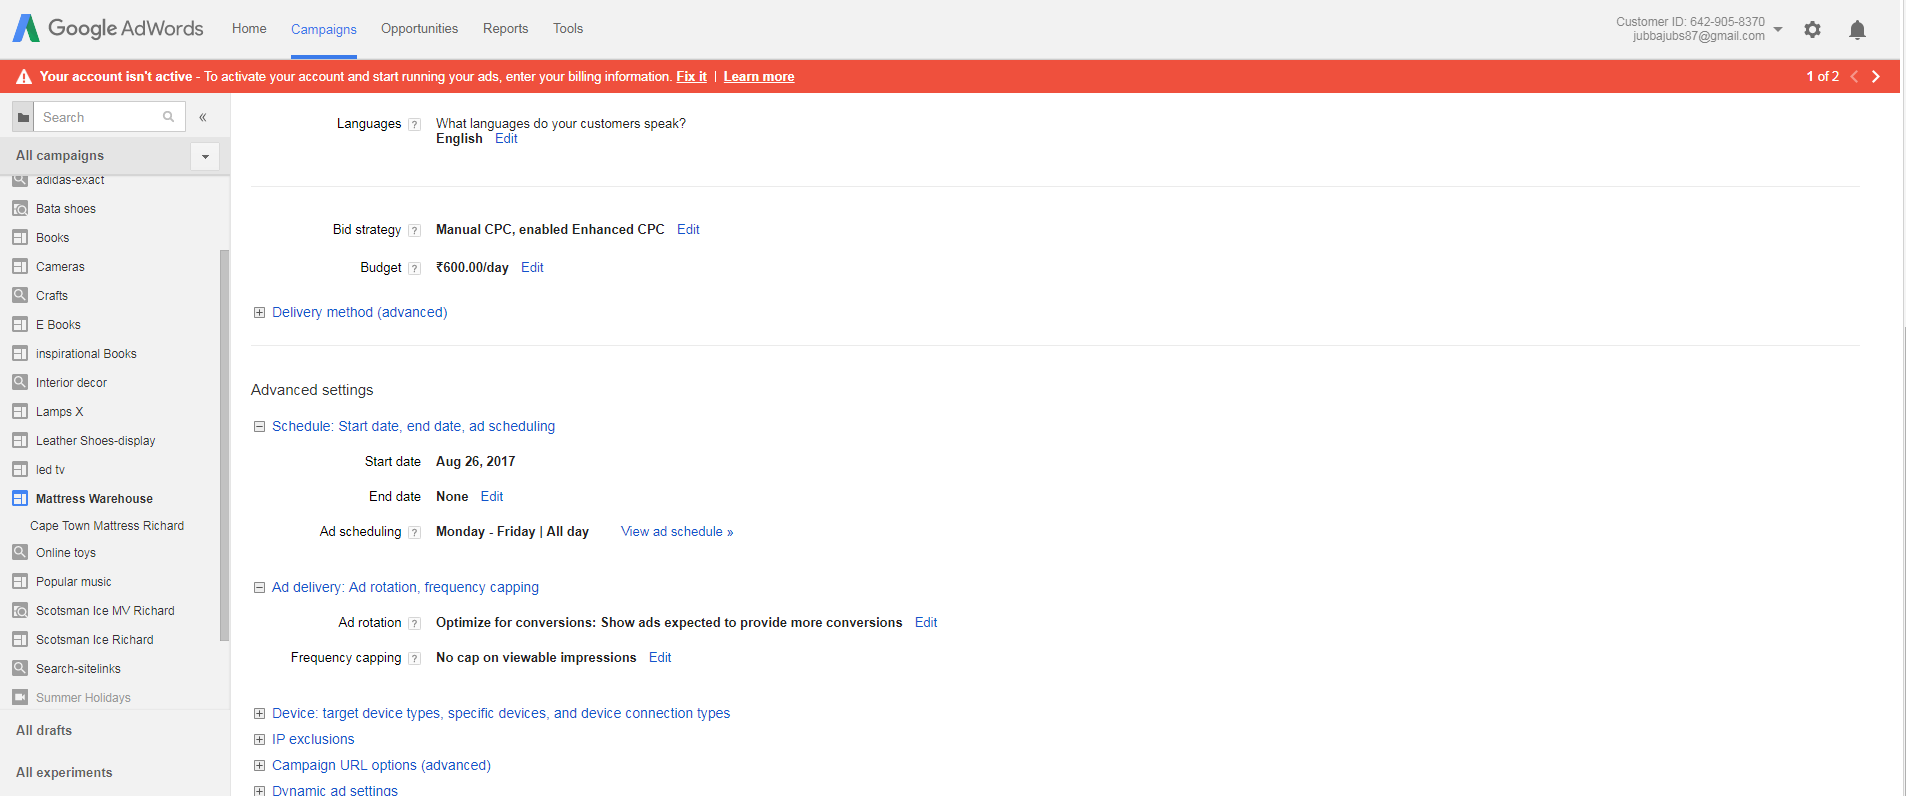 Google AdWords
Home
Campaigns
Opportunities
Reports
Tools
Customer ID: 642-905-8370
jubbajubs87@gmail.com
Your account isn't active - To activate your account and start running your ads, enter your billing information. Fix it | Learn more
1 of 2
Search
«
All campaigns
adidas-exact
Bata shoes
Books
Cameras
Crafts
E Books
inspirational Books
Interior decor
Lamps X
Leather Shoes-display
led tv
Mattress Warehouse
Cape Town Mattress Richard
Online toys
Popular music
Scotsman Ice MV Richard
Scotsman Ice Richard
Search-sitelinks
Summer Holidays
All drafts
All experiments
Languages ? What languages do your customers speak?
English Edit
Bid strategy ? Manual CPC, enabled Enhanced CPC Edit
Budget ? ₹600.00/day Edit
Delivery method (advanced)
Advanced settings
Schedule: Start date, end date, ad scheduling
Start date Aug 26, 2017
End date None Edit
Ad scheduling ? Monday - Friday | All day View ad schedule »
Ad delivery: Ad rotation, frequency capping
Ad rotation ? Optimize for conversions: Show ads expected to provide more conversions Edit
Frequency capping ? No cap on viewable impressions Edit
Device: target device types, specific devices, and device connection types
IP exclusions
Campaign URL options (advanced)
Dynamic ad settings